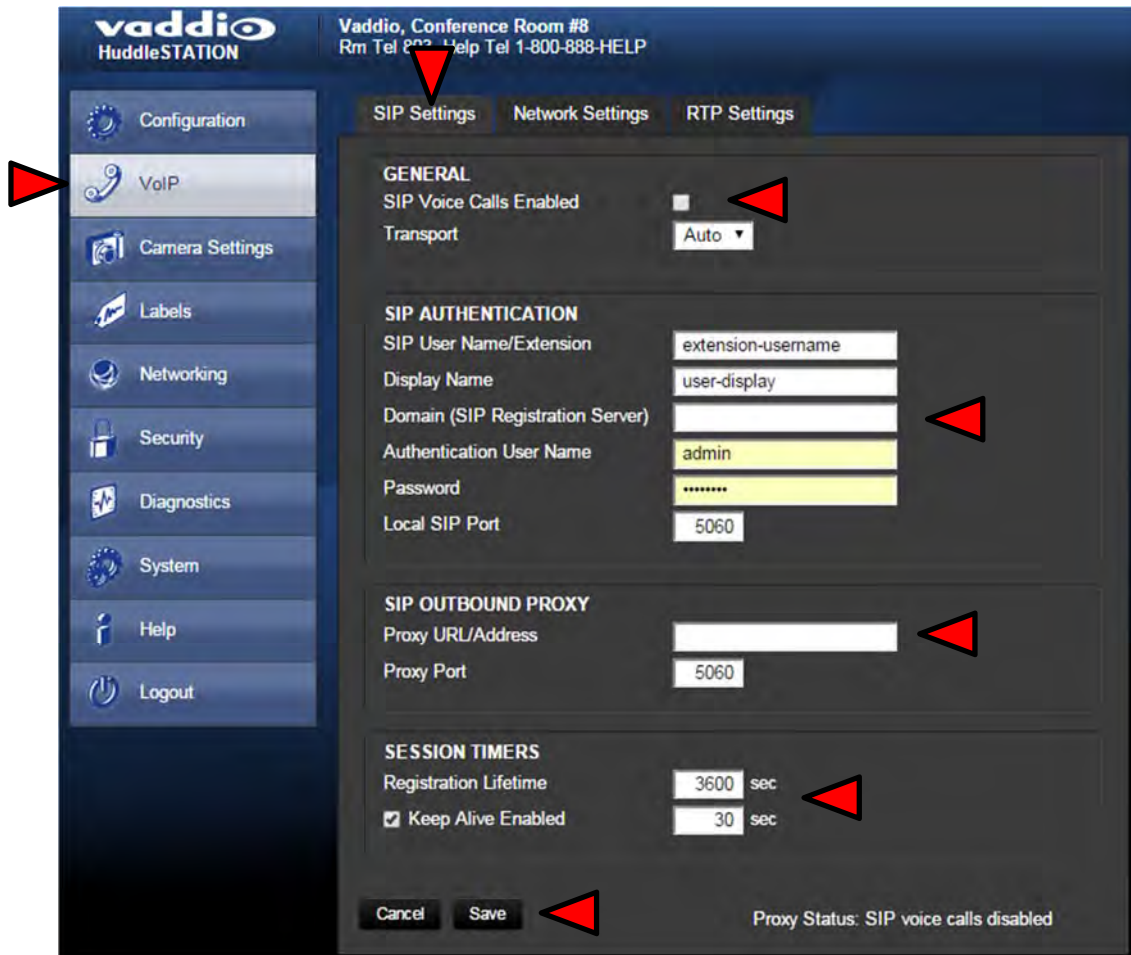 vaddio
HuddleSTATION
Vaddio, Conference Room #8
Rm Tel Help Tel 1-800-888-HELP
Configuration
VoIP
Camera Settings
Labels
Networking
Security
Diagnostics
System
Help
Logout
SIP Settings Network Settings RTP Settings
GENERAL
SIP Voice Calls Enabled
Transport Auto
SIP AUTHENTICATION
SIP User Name/Extension extension-username
Display Name user-display
Domain (SIP Registration Server)
Authentication User Name admin
Password ••••••••
Local SIP Port 5060
SIP OUTBOUND PROXY
Proxy URL/Address
Proxy Port 5060
SESSION TIMERS
Registration Lifetime 3600 sec
Keep Alive Enabled 30 sec
Cancel Save Proxy Status: SIP voice calls disabled